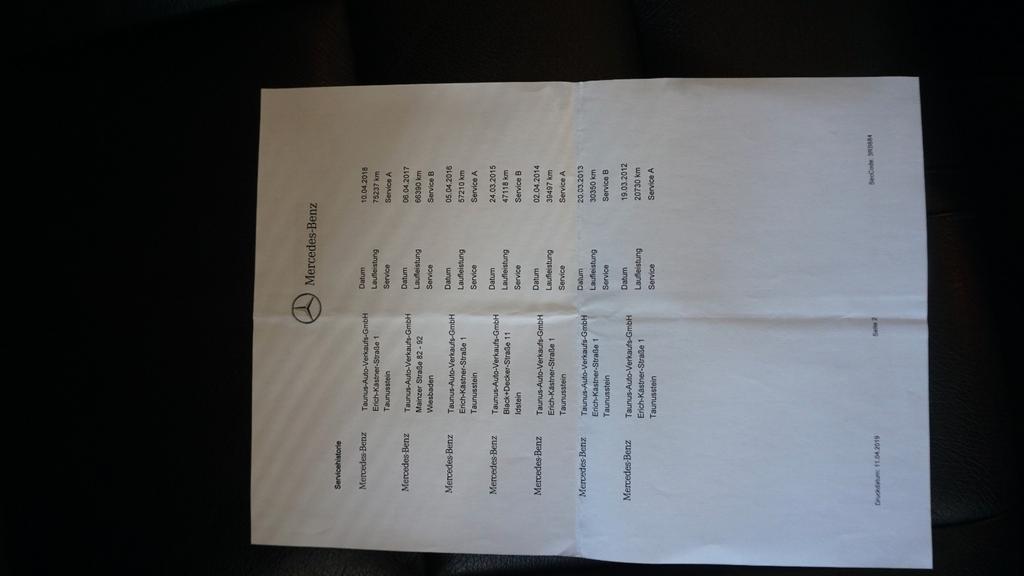 Mercedes-Benz
Servicehistorie
Mercedes-Benz Taunus-Auto-Verkaufs-GmbH Datum 10.04.2018
Erich-Kästner-Straße 1 Laufleistung 75237 km
Taunusstein Service Service A
Mercedes-Benz Taunus-Auto-Verkaufs-GmbH Datum 06.04.2017
Mainzer Straße 82 - 92 Laufleistung 66390 km
Wiesbaden Service Service B
Mercedes-Benz Taunus-Auto-Verkaufs-GmbH Datum 05.04.2016
Erich-Kästner-Straße 1 Laufleistung 57210 km
Taunusstein Service Service A
Mercedes-Benz Taunus-Auto-Verkaufs-GmbH Datum 24.03.2015
Black+Decker-Straße 11 Laufleistung 47118 km
Idstein Service Service B
Mercedes-Benz Taunus-Auto-Verkaufs-GmbH Datum 02.04.2014
Erich-Kästner-Straße 1 Laufleistung 39497 km
Taunusstein Service Service A
Mercedes-Benz Taunus-Auto-Verkaufs-GmbH Datum 20.03.2013
Erich-Kästner-Straße 1 Laufleistung 30350 km
Taunusstein Service Service B
Mercedes-Benz Taunus-Auto-Verkaufs-GmbH Datum 19.03.2012
Erich-Kästner-Straße 1 Laufleistung 20730 km
Taunusstein Service Service A
Druckdatum: 11.04.2019 Seite 2 SecCode: